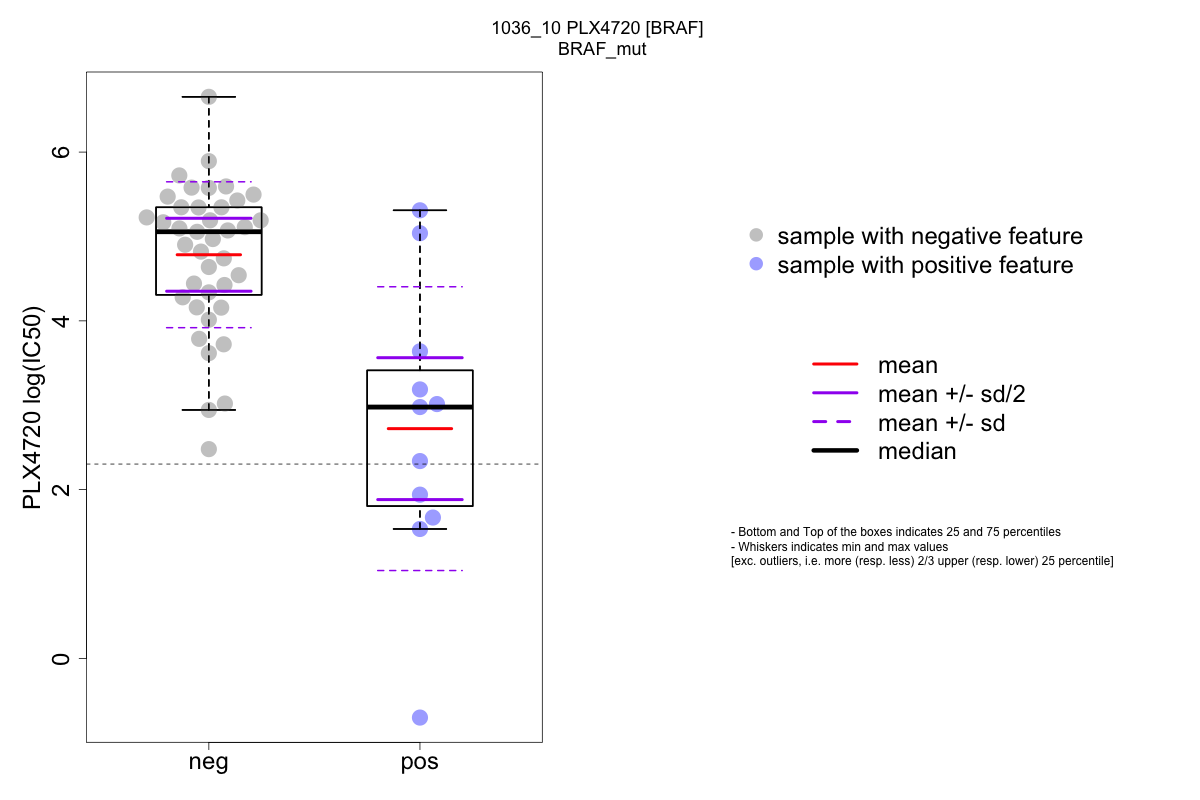 1036_10 PLX4720 [BRAF]
BRAF_mut
PLX4720 log(IC50)
6
4
2
0
neg
pos
sample with negative feature
sample with positive feature
mean
mean +/- sd/2
mean +/- sd
median
- Bottom and Top of the boxes indicates 25 and 75 percentiles
- Whiskers indicates min and max values
[exc. outliers, i.e. more (resp. less) 2/3 upper (resp. lower) 25 percentile]